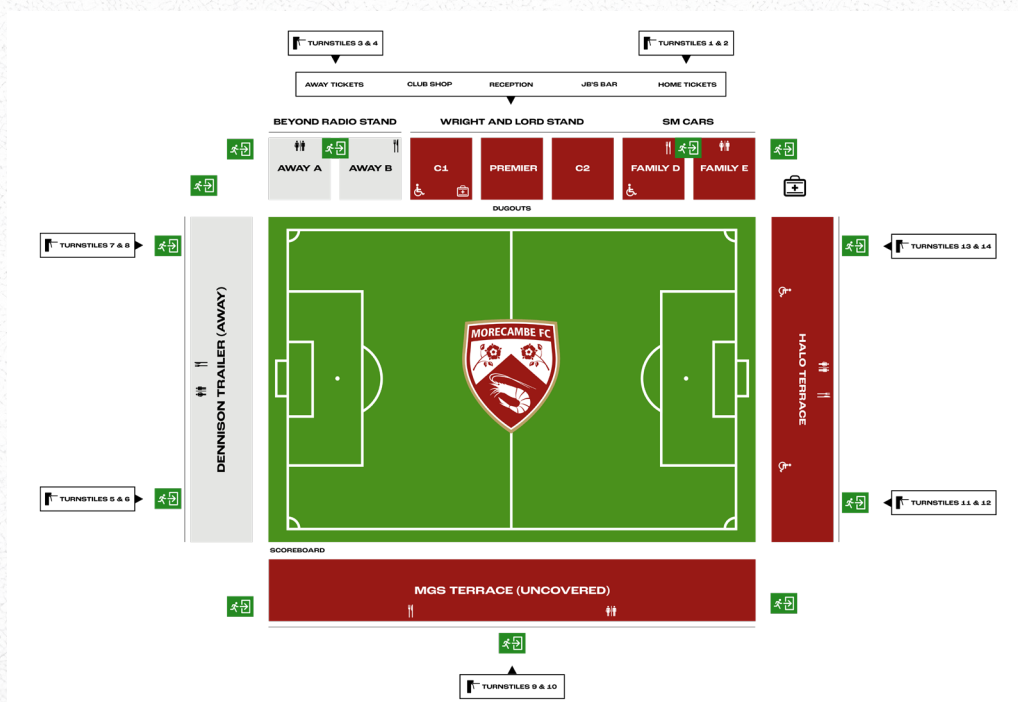 TURNSTILES 3 & 4
TURNSTILES 1 & 2
AWAY TICKETS
CLUB SHOP
RECEPTION
JB'S BAR
HOME TICKETS
BEYOND RADIO STAND
WRIGHT AND LORD STAND
SM CARS
AWAY A
AWAY B
C1
PREMIER
C2
FAMILY D
FAMILY E
DUGOUTS
TURNSTILES 7 & 8
TURNSTILES 13 & 14
DENNISON TRAILER (AWAY)
MORECAMBE FC
HALO TERRACE
TURNSTILES 5 & 6
TURNSTILES 11 & 12
SCOREBOARD
MGS TERRACE (UNCOVERED)
TURNSTILES 9 & 10